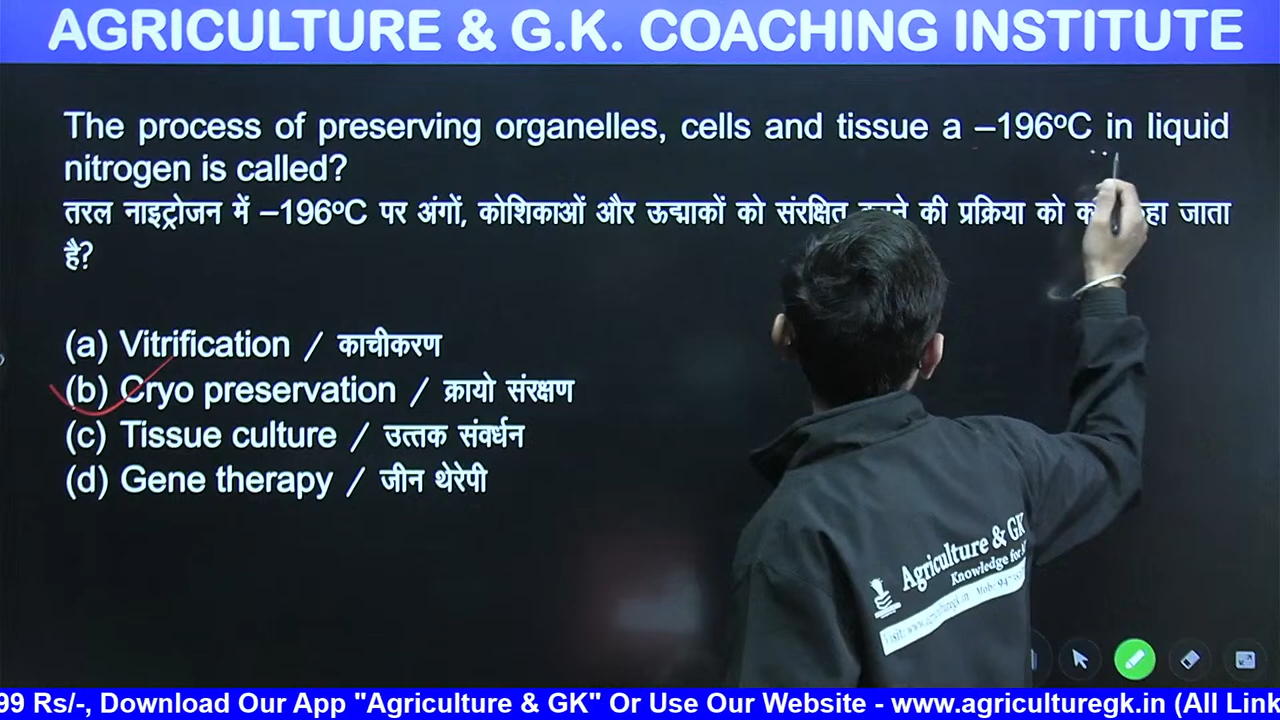 AGRICULTURE & G.K. COACHING INSTITUTE
The process of preserving organelles, cells and tissue a –196ºC in liquid
nitrogen is called?
तरल नाइट्रोजन में –196ºC पर अंगों, कोशिकाओं और ऊद्माकों को संरक्षित की प्रक्रिया को जाता
है?
(a) Vitrification / काचीकरण
(b) Cryo preservation / क्रायो संरक्षण
(c) Tissue culture / उत्तक संवर्धन
(d) Gene therapy / जीन थेरेपी
Agriculture & GK
Knowledge for
99 Rs/-, Download Our App "Agriculture & GK" Or Use Our Website - www.agriculturegk.in (All Link